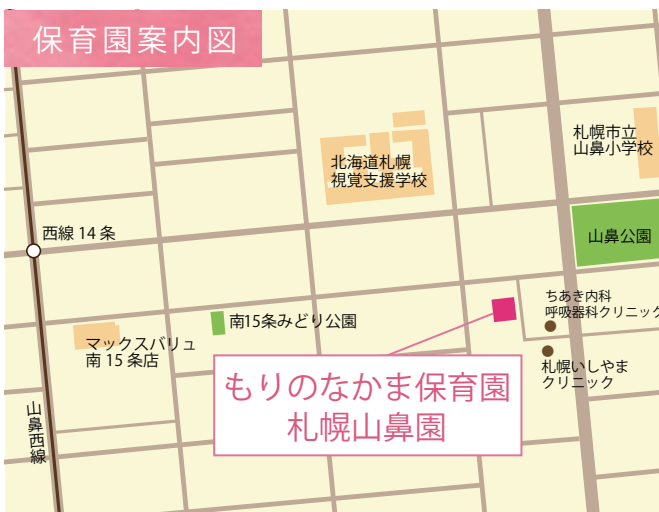 保育園案内図
北海道札幌
視覚支援学校
札幌市立
山鼻小学校
西線 14 条
山鼻公園
南15条みどり公園
ちあき内科
呼吸器科クリニック
マックスバリュ
南 15 条店
札幌いしやま
クリニック
もりのなかま保育園
札幌山鼻園
山鼻西線